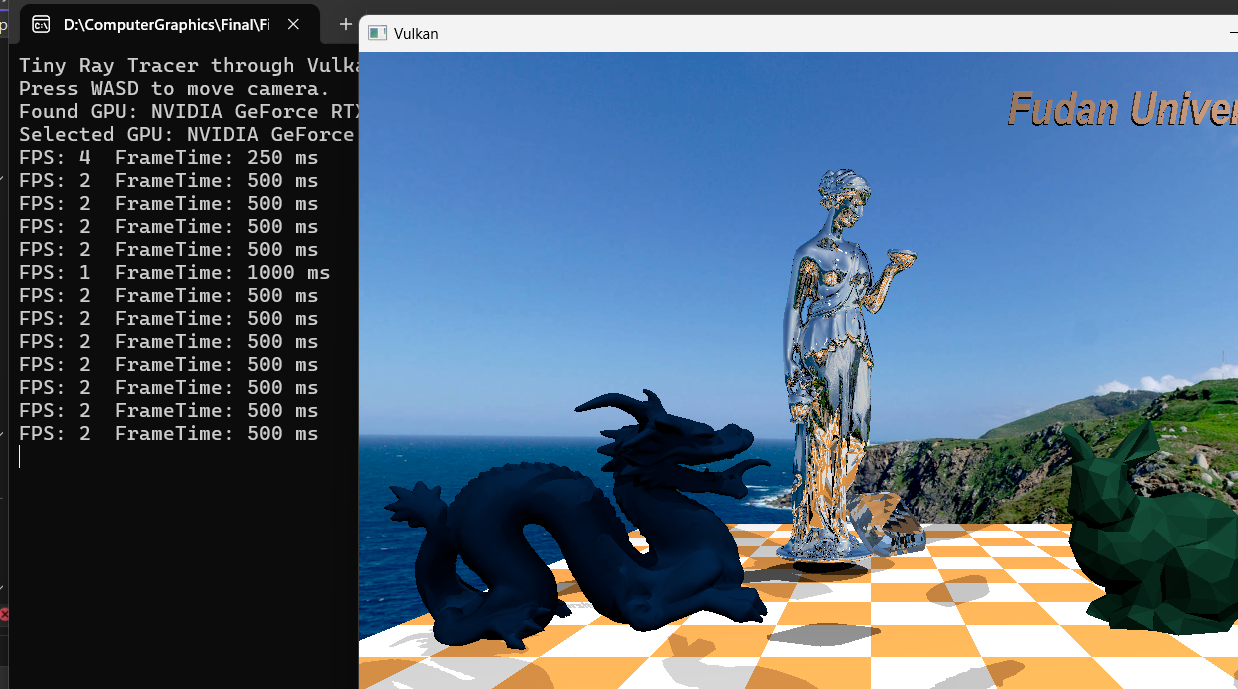 D:\ComputerGraphics\Final\Fi
Tiny Ray Tracer through Vulka
Press WASD to move camera.
Found GPU: NVIDIA GeForce RTX
Selected GPU: NVIDIA GeForce
FPS: 4 FrameTime: 250 ms
FPS: 2 FrameTime: 500 ms
FPS: 2 FrameTime: 500 ms
FPS: 2 FrameTime: 500 ms
FPS: 2 FrameTime: 500 ms
FPS: 1 FrameTime: 1000 ms
FPS: 2 FrameTime: 500 ms
FPS: 2 FrameTime: 500 ms
FPS: 2 FrameTime: 500 ms
FPS: 2 FrameTime: 500 ms
FPS: 2 FrameTime: 500 ms
FPS: 2 FrameTime: 500 ms
FPS: 2 FrameTime: 500 ms
Vulkan
Fudan Univer